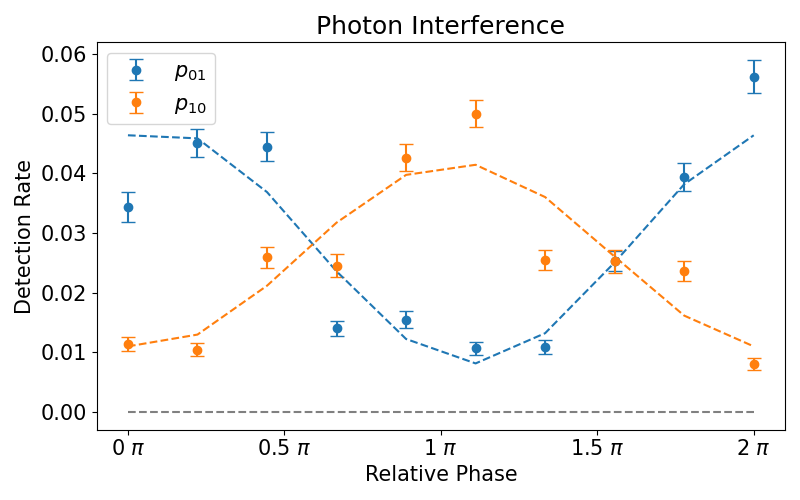 Photon Interference
p01
p10
0.06
0.05
0.04
0.03
0.02
0.01
0.00
Detection Rate
0 π
0.5 π
1 π
1.5 π
2 π
Relative Phase